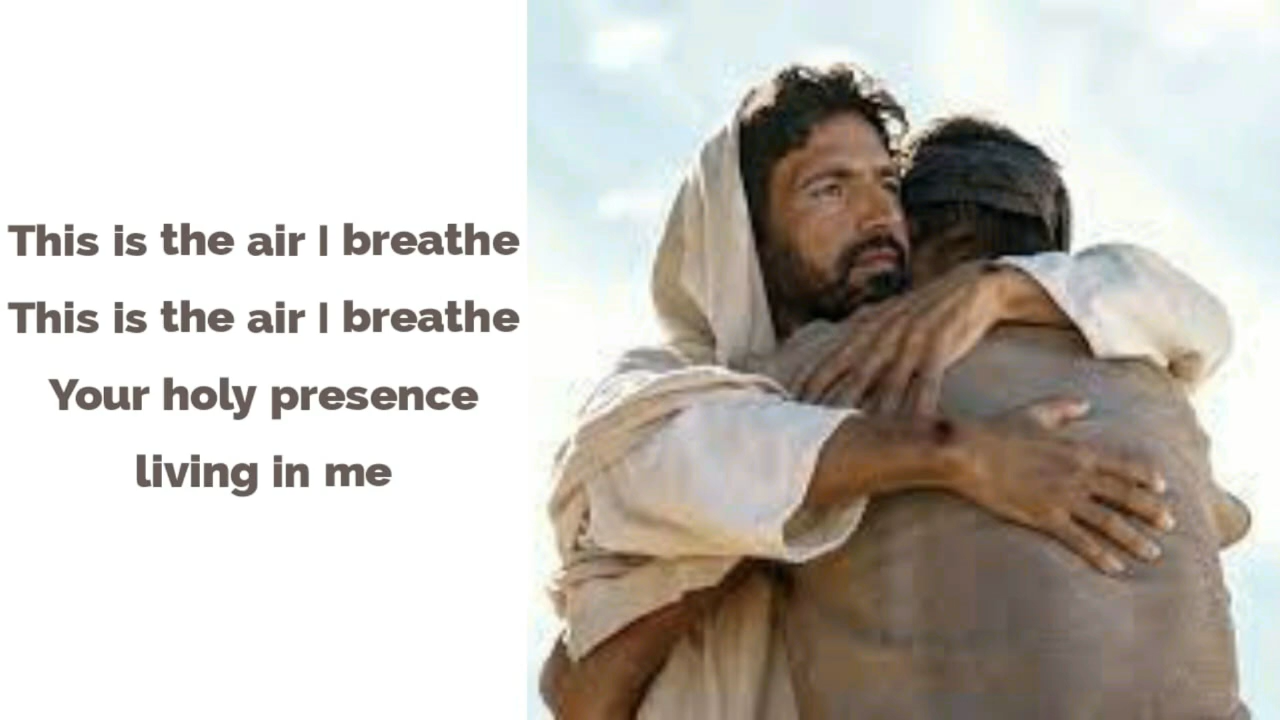 This is the air I breathe
This is the air I breathe
Your holy presence
living in me